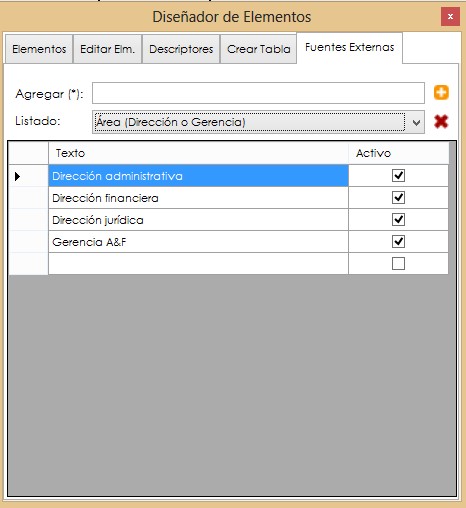 Diseñador de Elementos
x
Elementos Editar Elm. Descriptores Crear Tabla Fuentes Externas
Agregar (*):
Listado: Área (Dirección o Gerencia)
Texto Activo
Dirección administrativa
Dirección financiera
Dirección jurídica
Gerencia A&F